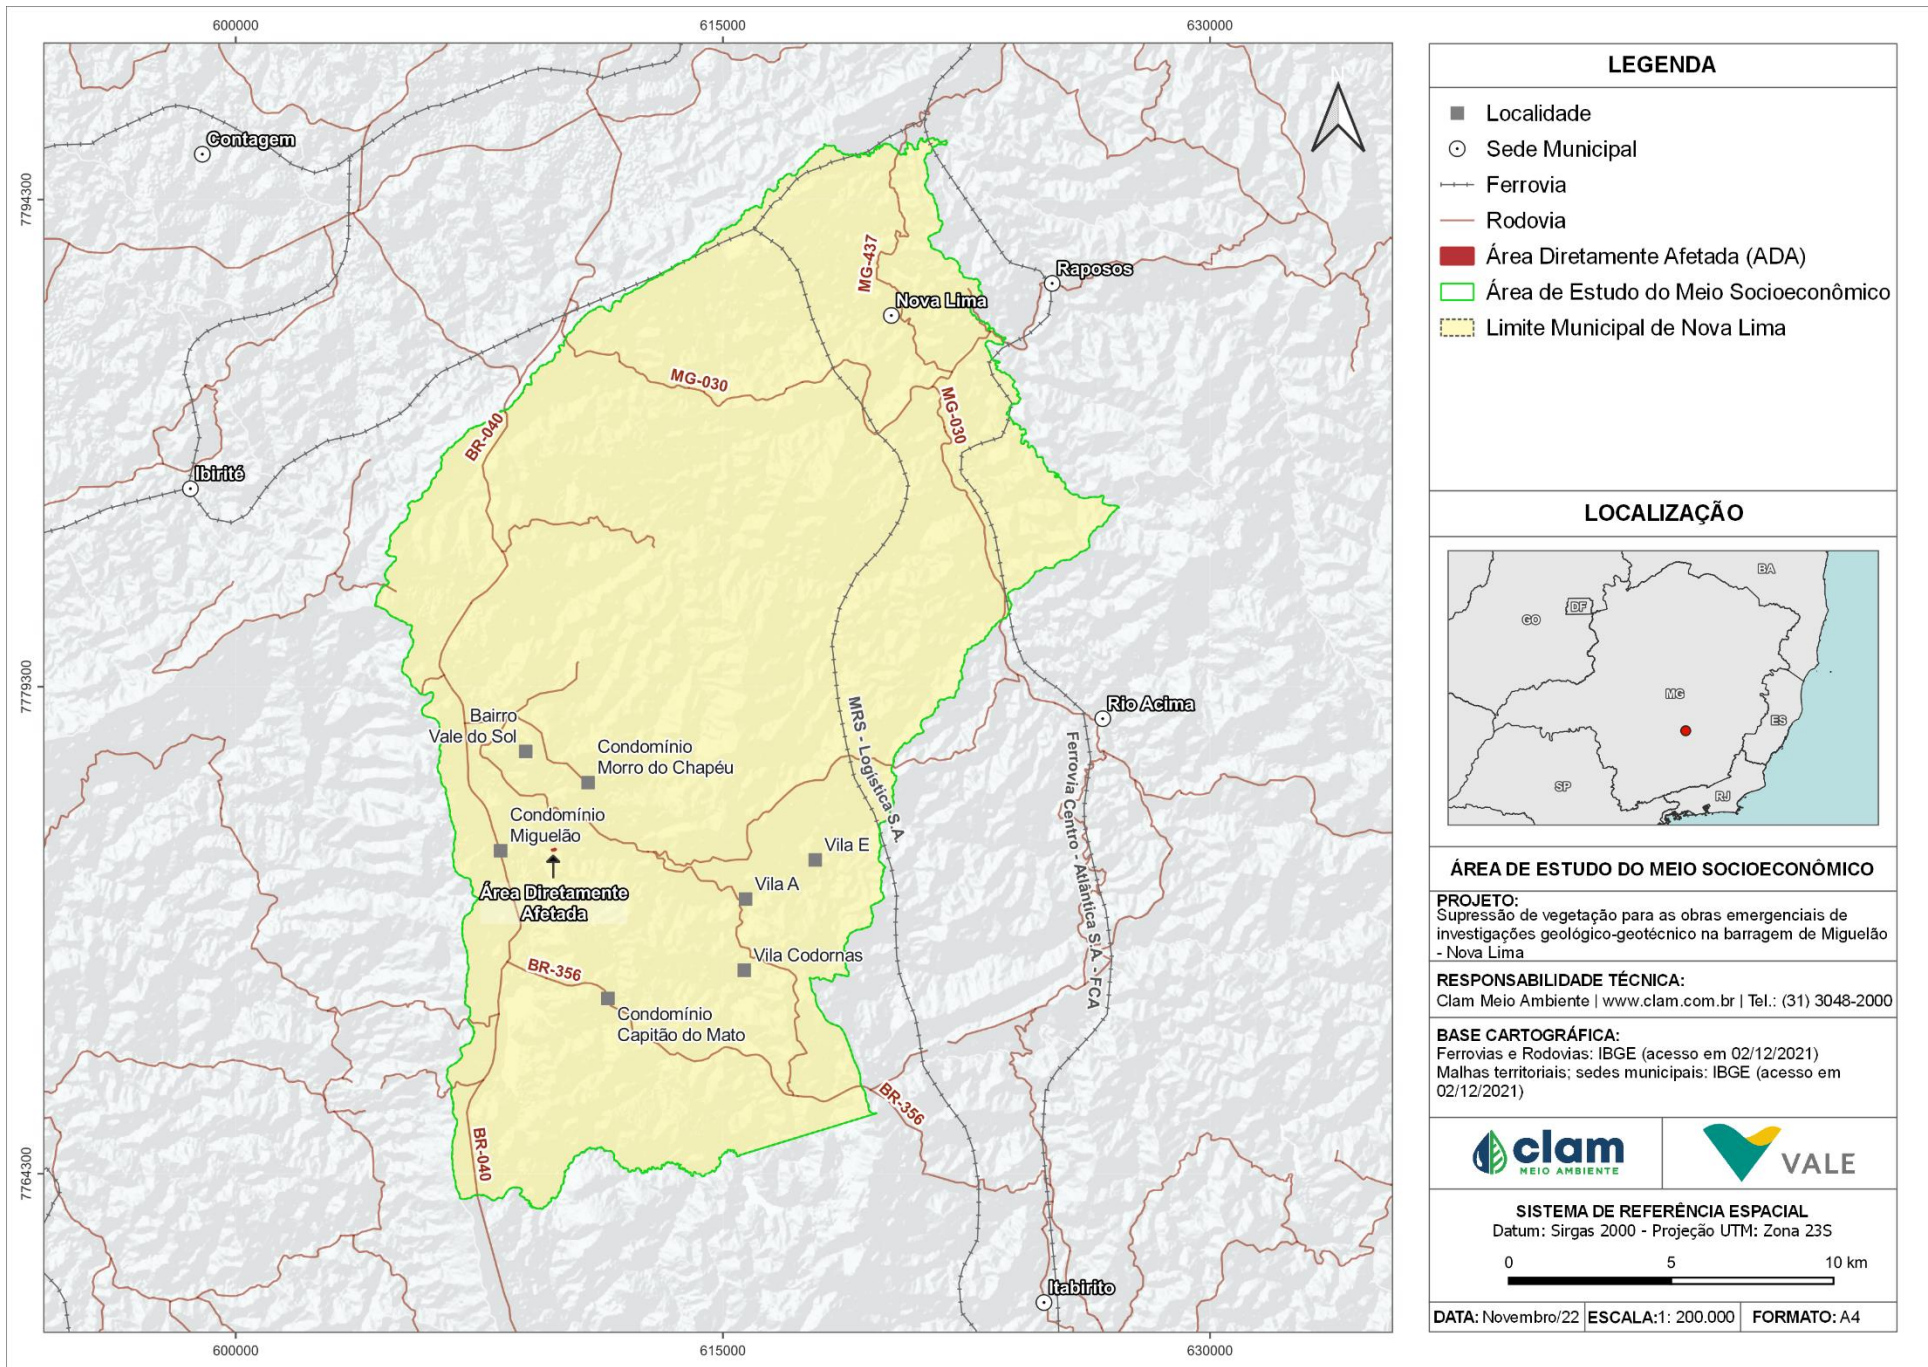 600000
615000
630000
7794300
7779300
7764300
600000
615000
630000
Contagem
Ibirité
Raposos
Nova Lima
Rio Acima
Itabirito
MG-437
MG-030
MG-030
BR-040
BR-356
BR-356
BR-040
MRS - Logística S.A.
Ferrovia Centro - Atlântica S.A. - FCA
Bairro
Vale do Sol
Condomínio
Morro do Chapéu
Condomínio
Miguelão
Área Diretamente
Afetada
Vila E
Vila A
Vila Codornas
Condomínio
Capitão do Mato
LEGENDA
Localidade
Sede Municipal
Ferrovia
Rodovia
Área Diretamente Afetada (ADA)
Área de Estudo do Meio Socioeconômico
Limite Municipal de Nova Lima
LOCALIZAÇÃO
BA
DF
GO
MG
ES
SP
RJ
ÁREA DE ESTUDO DO MEIO SOCIOECONÔMICO
PROJETO:
Supressão de vegetação para as obras emergenciais de
investigações geológico-geotécnico na barragem de Miguelão
- Nova Lima
RESPONSABILIDADE TÉCNICA:
Clam Meio Ambiente | www.clam.com.br | Tel.: (31) 3048-2000
BASE CARTOGRÁFICA:
Ferrovias e Rodovias: IBGE (acesso em 02/12/2021)
Malhas territoriais; sedes municipais: IBGE (acesso em
02/12/2021)
clam
MEIO AMBIENTE
VALE
SISTEMA DE REFERÊNCIA ESPACIAL
Datum: Sirgas 2000 - Projeção UTM: Zona 23S
0 5 10 km
DATA: Novembro/22 ESCALA:1: 200.000 FORMATO: A4